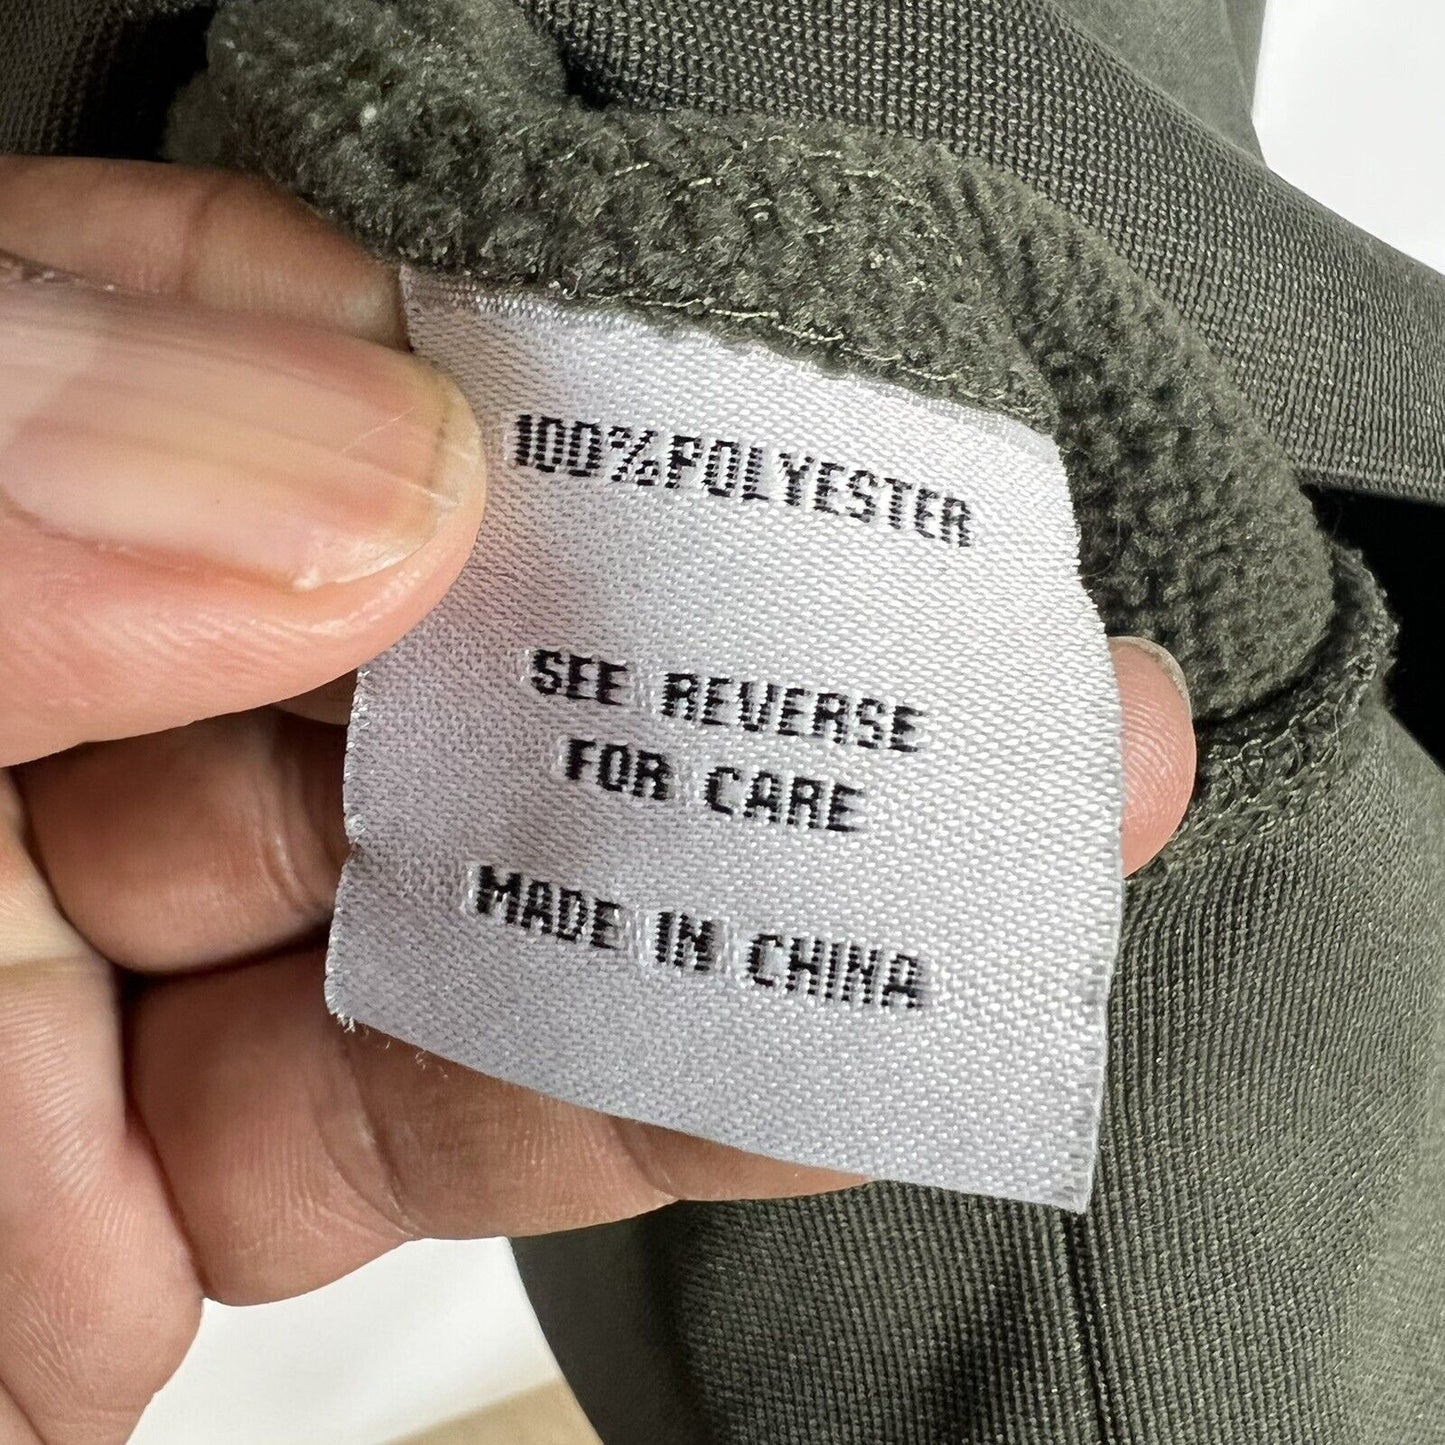 100%POLYESTER
SEE REVERSE
FOR CARE
MADE IN CHINA